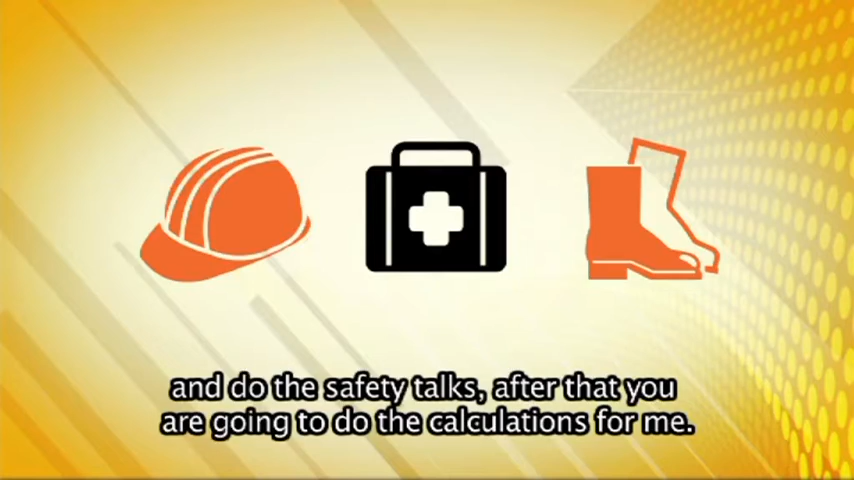 and do the safety talks, after that you
are going to do the calculations for me.